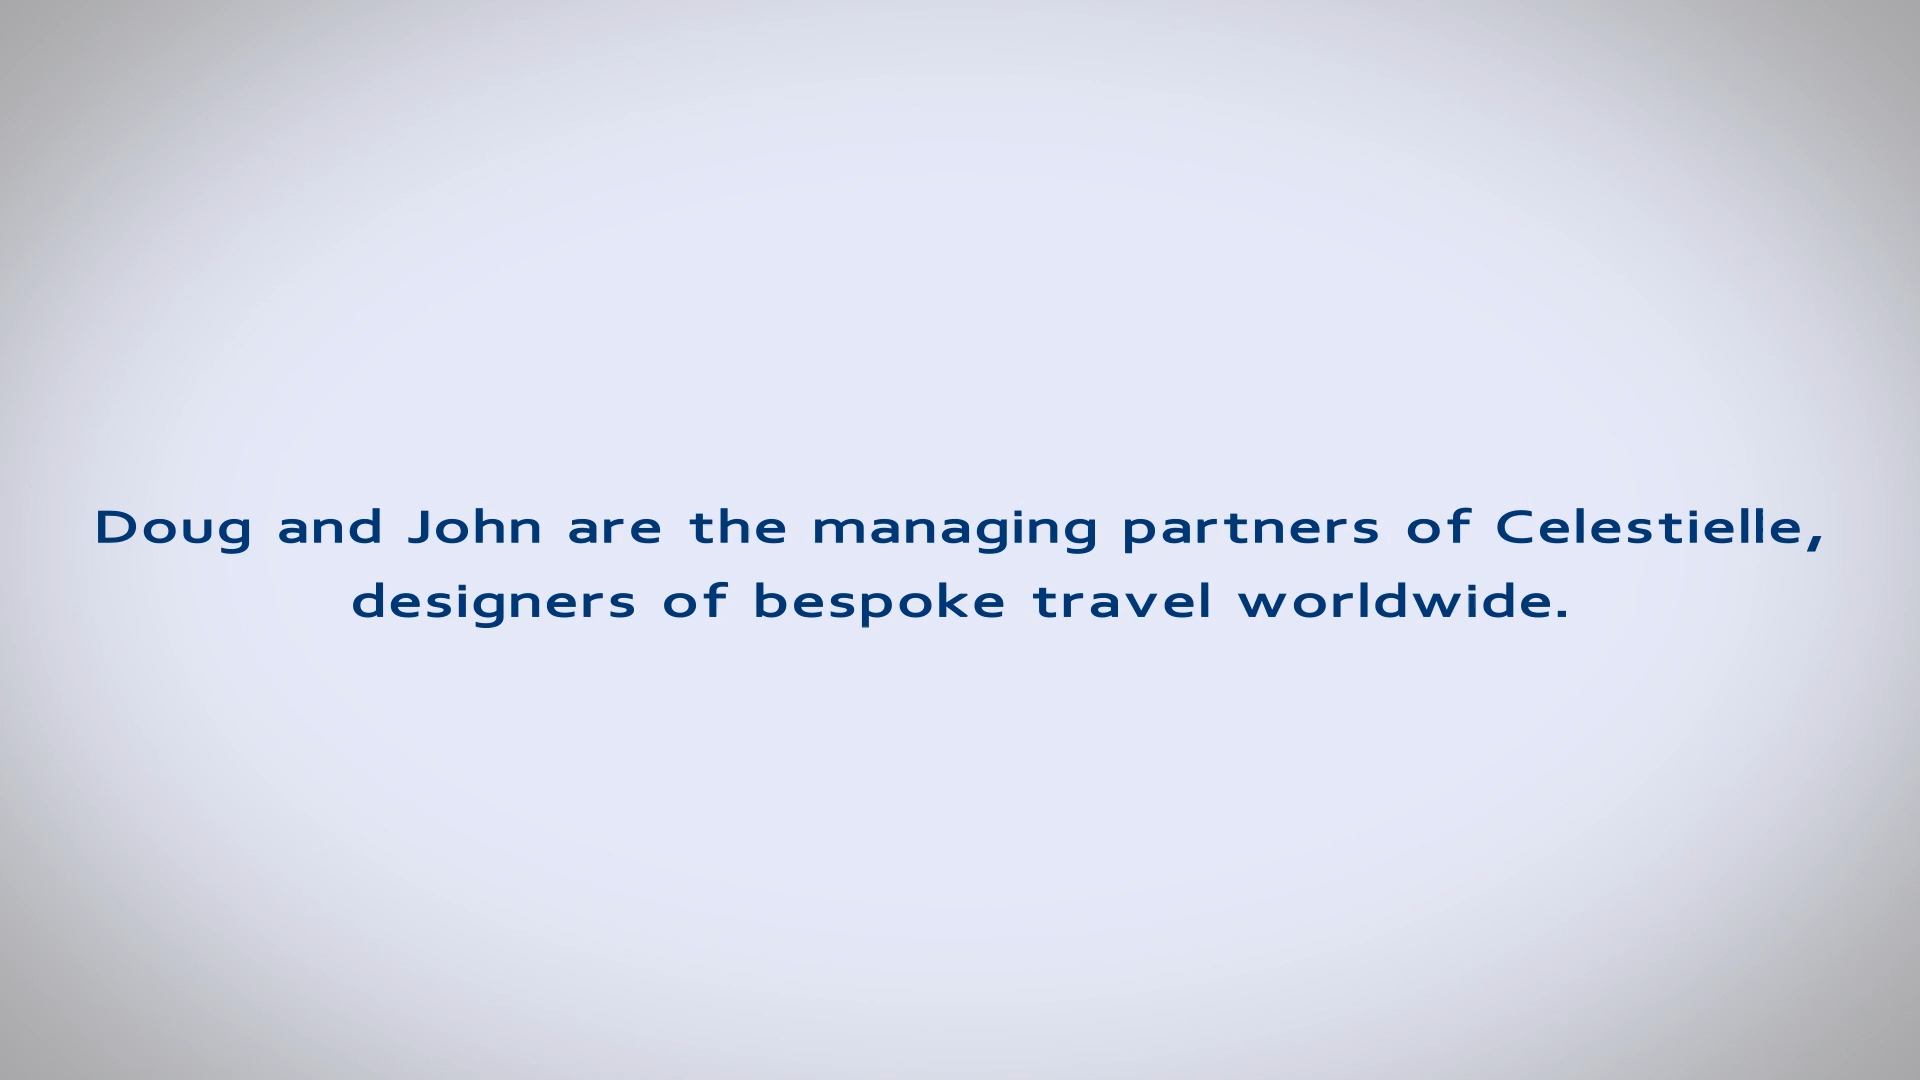 Doug and John are the managing partners of Celestielle,
designers of bespoke travel worldwide.